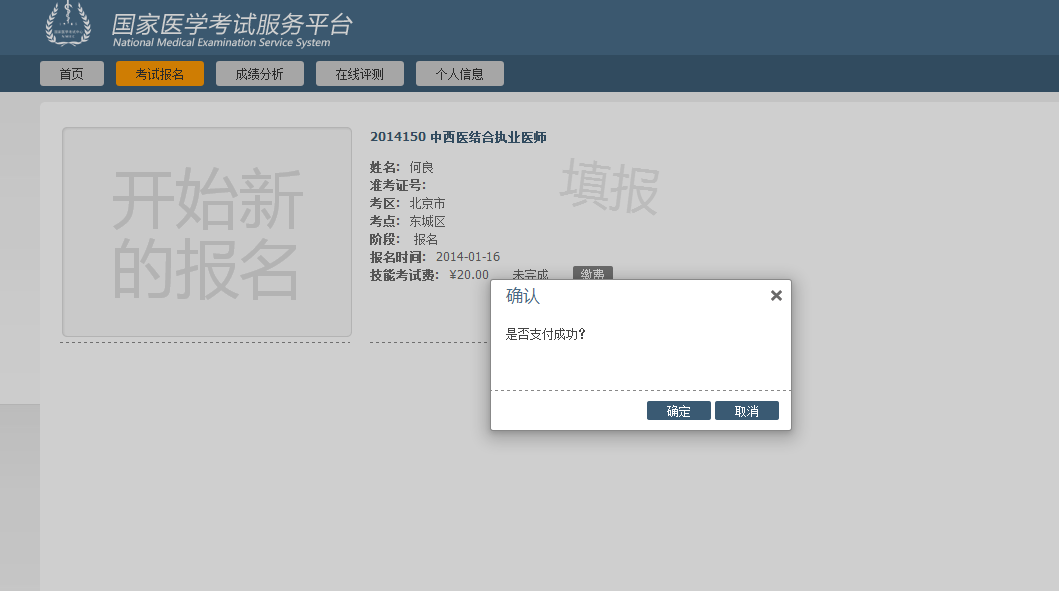 国家医学考试服务平台
National Medical Examination Service System
首页 考试报名 成绩分析 在线评测 个人信息
开始新
的报名
2014150 中西医结合执业医师
姓名： 何良
准考证号：
考区： 北京市
考点： 东城区
阶段： 报名
报名时间： 2014-01-16
技能考试费： ¥20.00 未完成 缴费
填报
确认
是否支付成功？
确定 取消